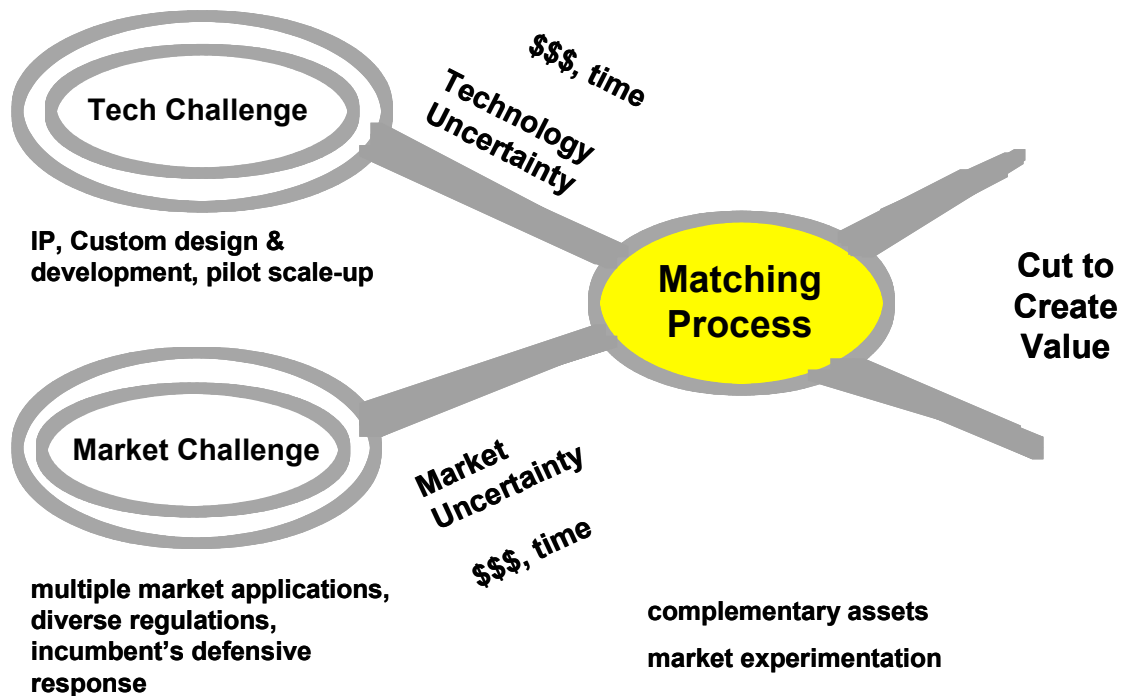 $$$, time
Technology
Uncertainty
Tech Challenge
IP, Custom design &
development, pilot scale-up
Matching
Process
Cut to
Create
Value
Market Challenge
Market
Uncertainty
$$$, time
multiple market applications,
diverse regulations,
incumbent’s defensive
response
complementary assets
market experimentation